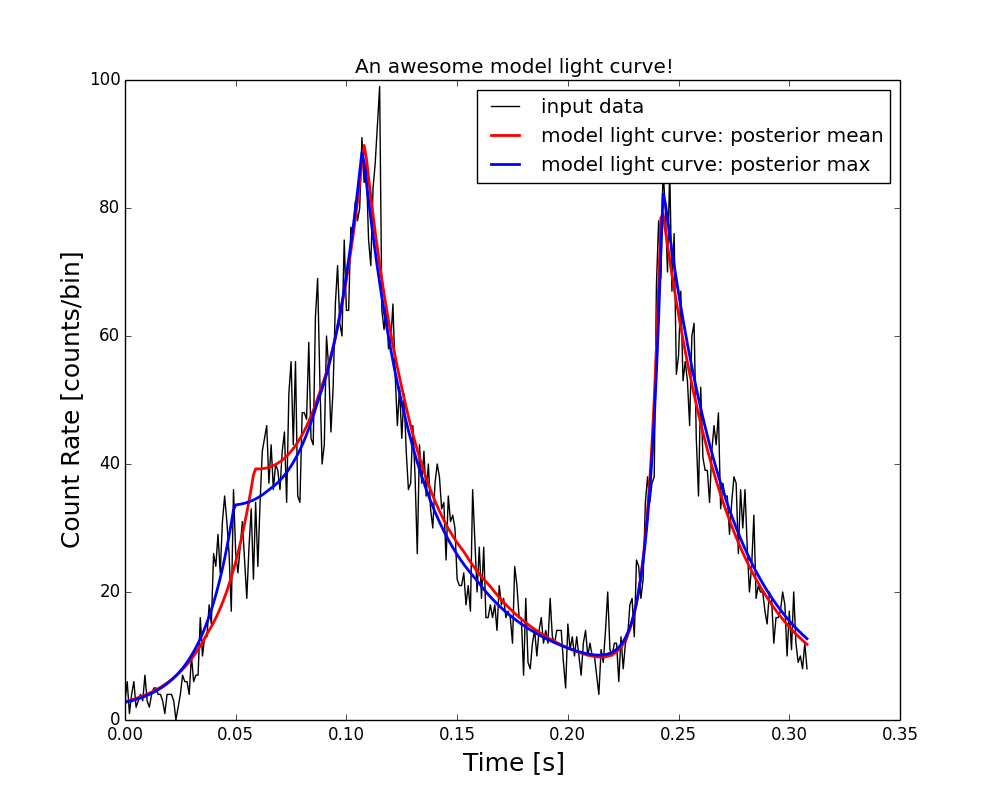 An awesome model light curve!
input data
model light curve: posterior mean
model light curve: posterior max
Count Rate [counts/bin]
100
80
60
40
20
0
0.00 0.05 0.10 0.15 0.20 0.25 0.30 0.35
Time [s]